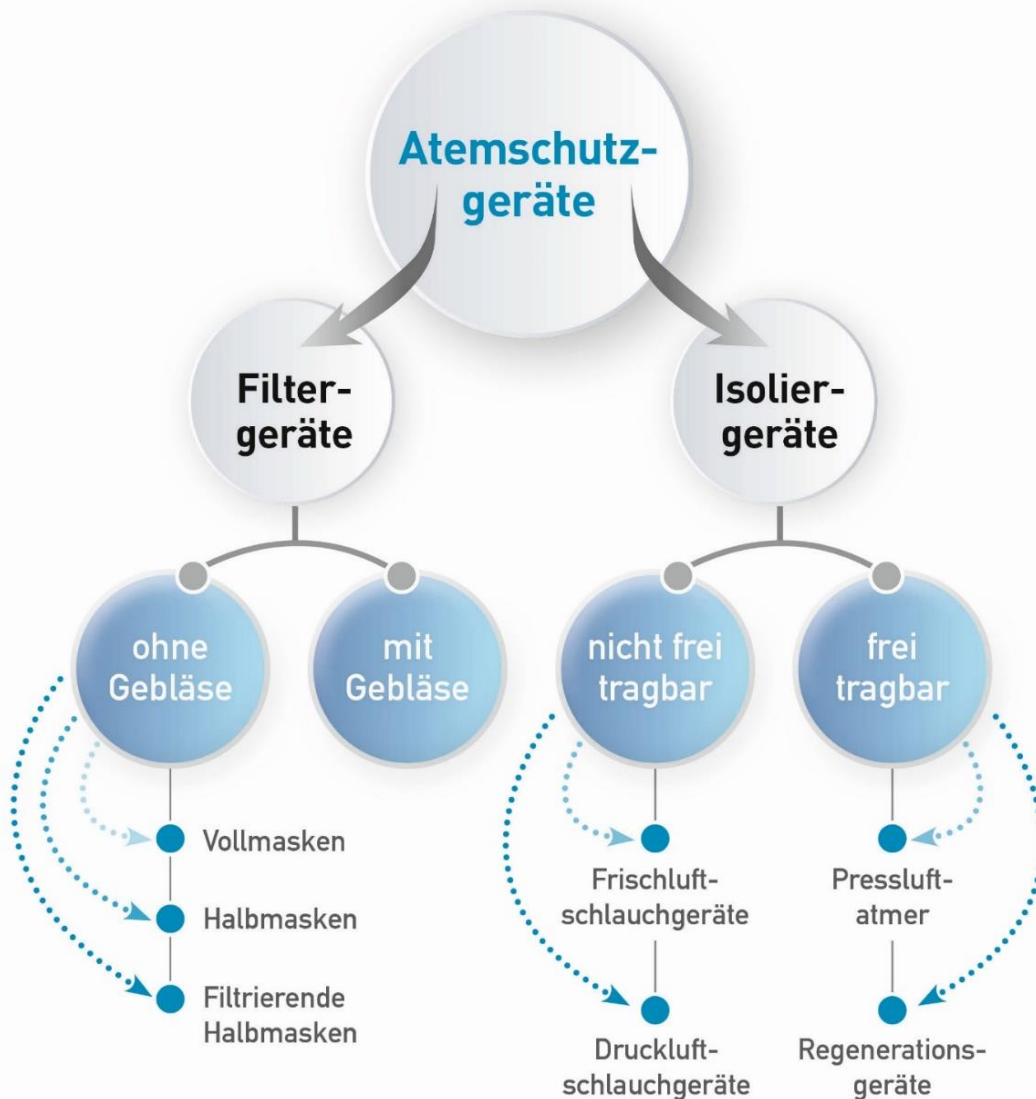 Atemschutz-
geräte
Filter-
geräte
Isolier-
geräte
ohne
Gebläse
mit
Gebläse
nicht frei
tragbar
frei
tragbar
Vollmasken
Halbmasken
Filtrierende
Halbmasken
Frischluft-
schlauchgeräte
Druckluft-
schlauchgeräte
Pressluft-
atmer
Regenerations-
geräte